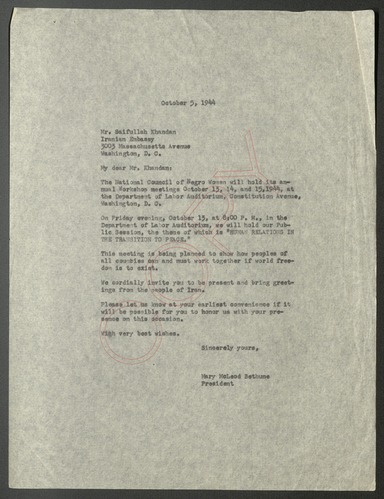 October 5, 1944
Mr. Saifullah Khandan
Iranian Embassy
3003 Massachusetts Avenue
Washington, D. C.
My dear Mr. Khandan:
The National Council of Negro Women will hold its an-
nual Workshop meetings October 13, 14, and 15, 1944, at
the Department of Labor Auditorium, Constitution Avenue,
Washington, D. C.
On Friday evening, October 13, at 8:00 P. M., in the
Department of Labor Auditorium, we will hold our Pub-
lic Session, the theme of which is "HUMAN RELATIONS IN
THE TRANSITION TO PEACE."
This meeting is being planned to show how peoples of
all countries can and must work together if world free-
dom is to exist.
We cordially invite you to be present and bring greet-
ings from the people of Iran.
Please let us know at your earliest convenience if it
will be possible for you to honor us with your pre-
sence on this occasion.
With very best wishes.
Sincerely yours,
Mary McLeod Bethune
President